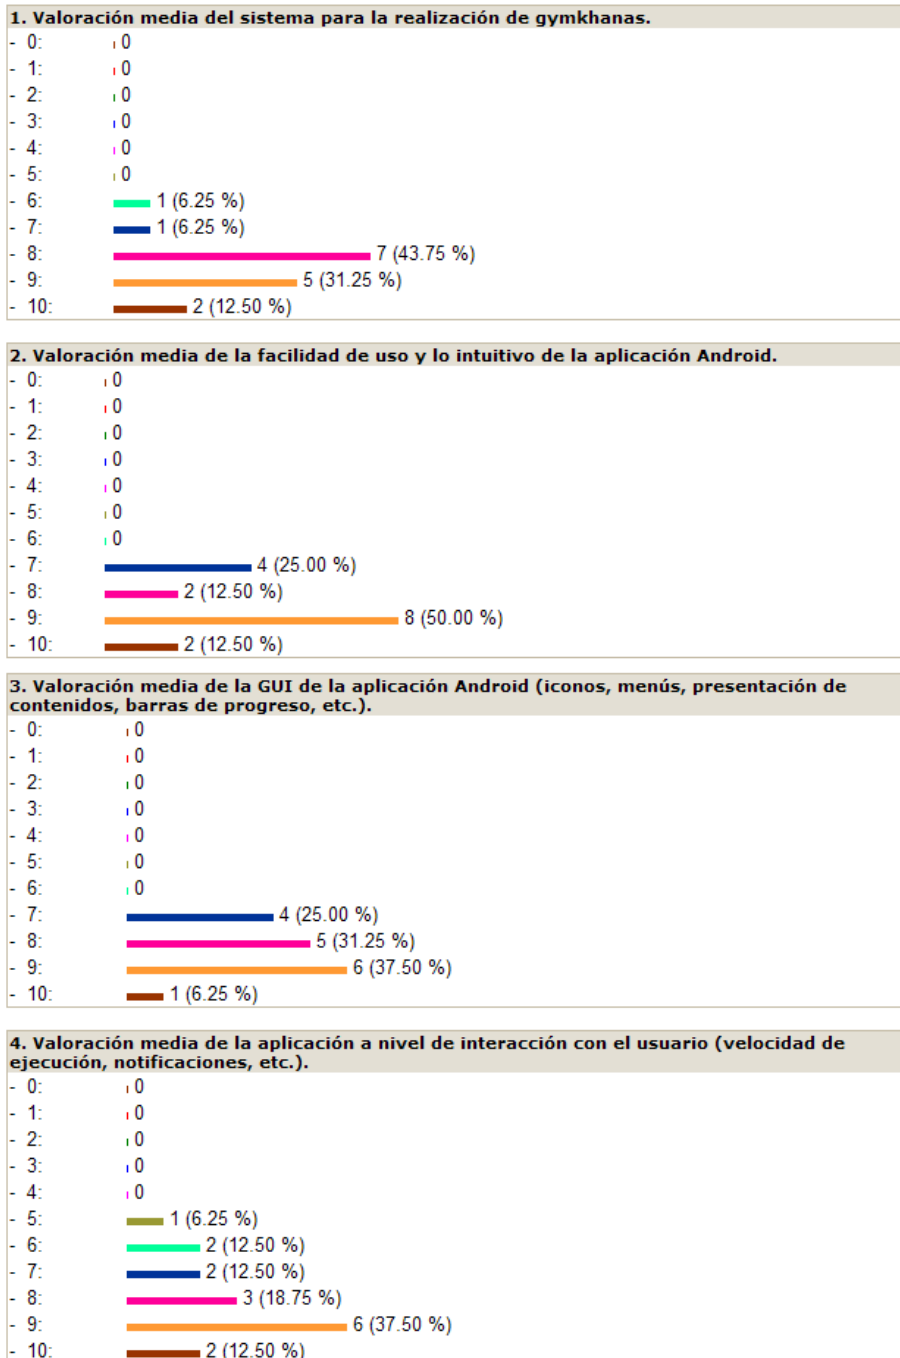 1. Valoración media del sistema para la realización de gymkhanas.
- 0: 0
- 1: 0
- 2: 0
- 3: 0
- 4: 0
- 5: 0
- 6: 1 (6.25 %)
- 7: 1 (6.25 %)
- 8: 7 (43.75 %)
- 9: 5 (31.25 %)
- 10: 2 (12.50 %)
2. Valoración media de la facilidad de uso y lo intuitivo de la aplicación Android.
- 0: 0
- 1: 0
- 2: 0
- 3: 0
- 4: 0
- 5: 0
- 6: 0
- 7: 4 (25.00 %)
- 8: 2 (12.50 %)
- 9: 8 (50.00 %)
- 10: 2 (12.50 %)
3. Valoración media de la GUI de la aplicación Android (iconos, menús, presentación de
contenidos, barras de progreso, etc.).
- 0: 0
- 1: 0
- 2: 0
- 3: 0
- 4: 0
- 5: 0
- 6: 0
- 7: 4 (25.00 %)
- 8: 5 (31.25 %)
- 9: 6 (37.50 %)
- 10: 1 (6.25 %)
4. Valoración media de la aplicación a nivel de interacción con el usuario (velocidad de
ejecución, notificaciones, etc.).
- 0: 0
- 1: 0
- 2: 0
- 3: 0
- 4: 0
- 5: 1 (6.25 %)
- 6: 2 (12.50 %)
- 7: 2 (12.50 %)
- 8: 3 (18.75 %)
- 9: 6 (37.50 %)
- 10: 2 (12.50 %)